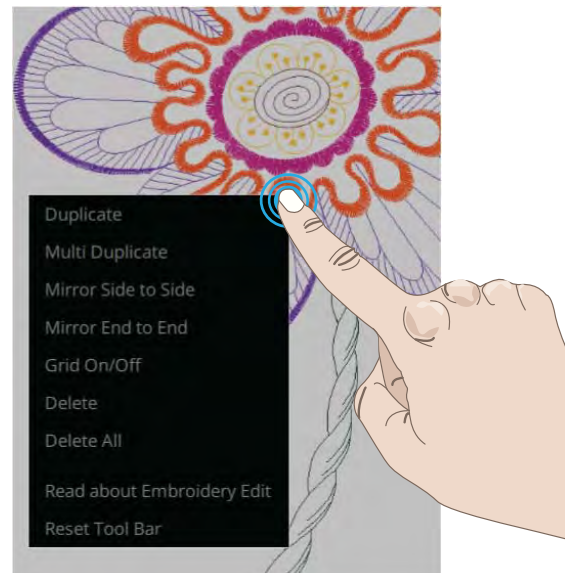 Duplicate
Multi Duplicate
Mirror Side to Side
Mirror End to End
Grid On/Off
Delete
Delete All
Read about Embroidery Edit
Reset Tool Bar